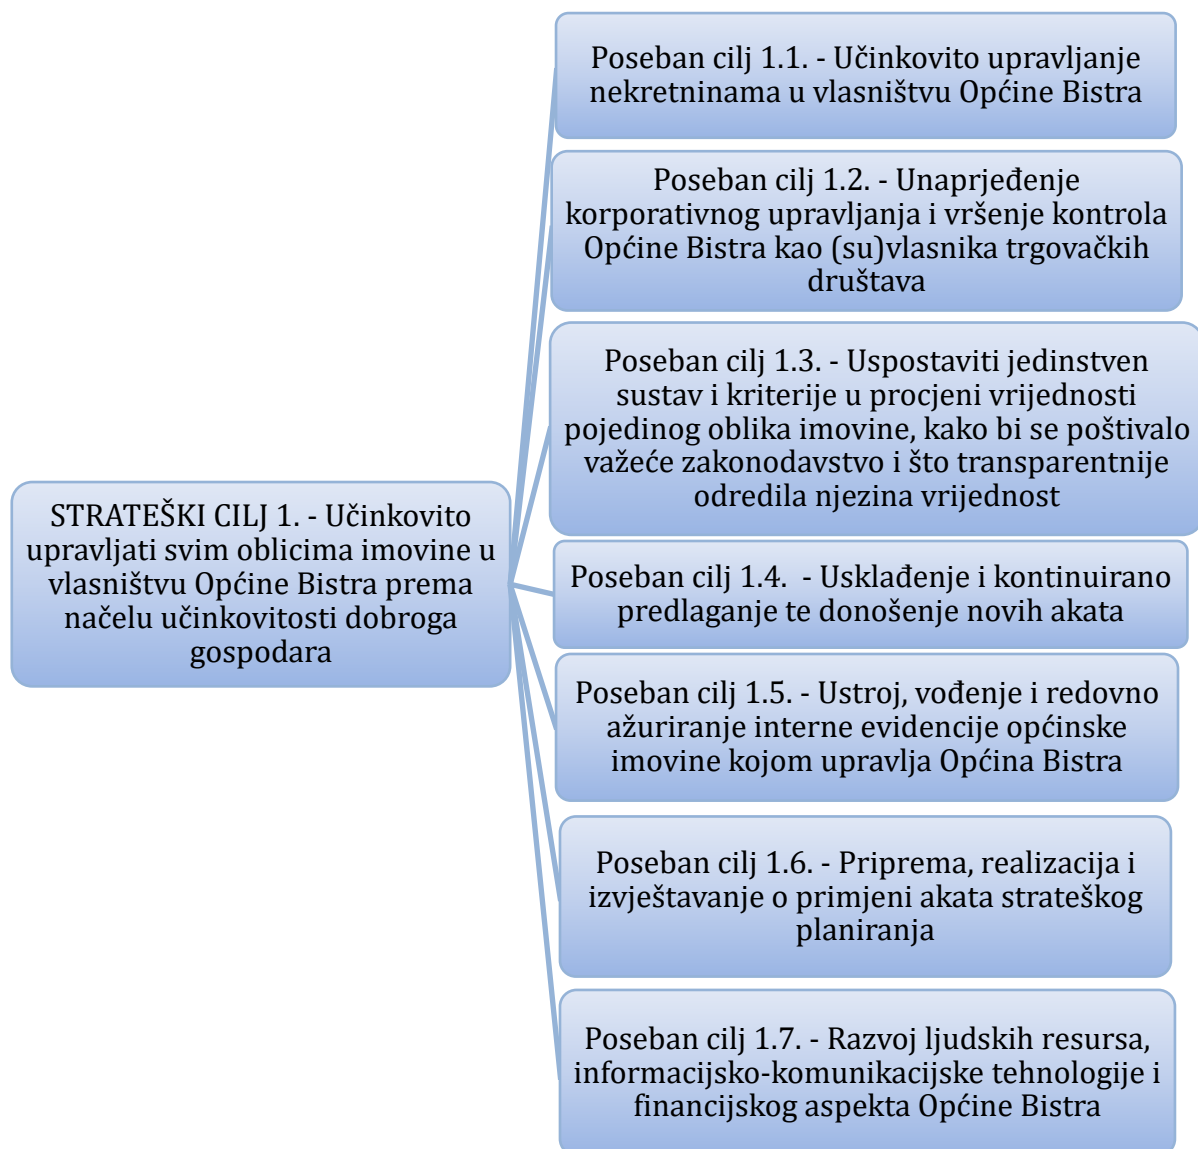 STRATEŠKI CILJ 1. - Učinkovito
upravljati svim oblicima imovine u
vlasništvu Općine Bistra prema
načelu učinkovitosti dobroga
gospodara
Poseban cilj 1.1. - Učinkovito upravljanje
nekretninama u vlasništvu Općine Bistra
Poseban cilj 1.2. - Unaprjeđenje
korporativnog upravljanja i vršenje kontrola
Općine Bistra kao (su)vlasnika trgovačkih
društava
Poseban cilj 1.3. - Uspostaviti jedinstven
sustav i kriterije u procjeni vrijednosti
pojedinog oblika imovine, kako bi se poštivalo
važeće zakonodavstvo i što transparentnije
odredila njezina vrijednost
Poseban cilj 1.4.  - Usklađenje i kontinuirano
predlaganje te donošenje novih akata
Poseban cilj 1.5. - Ustroj, vođenje i redovno
ažuriranje interne evidencije općinske
imovine kojom upravlja Općina Bistra
Poseban cilj 1.6. - Priprema, realizacija i
izvještavanje o primjeni akata strateškog
planiranja
Poseban cilj 1.7. - Razvoj ljudskih resursa,
informacijsko-komunikacijske tehnologije i
financijskog aspekta Općine Bistra